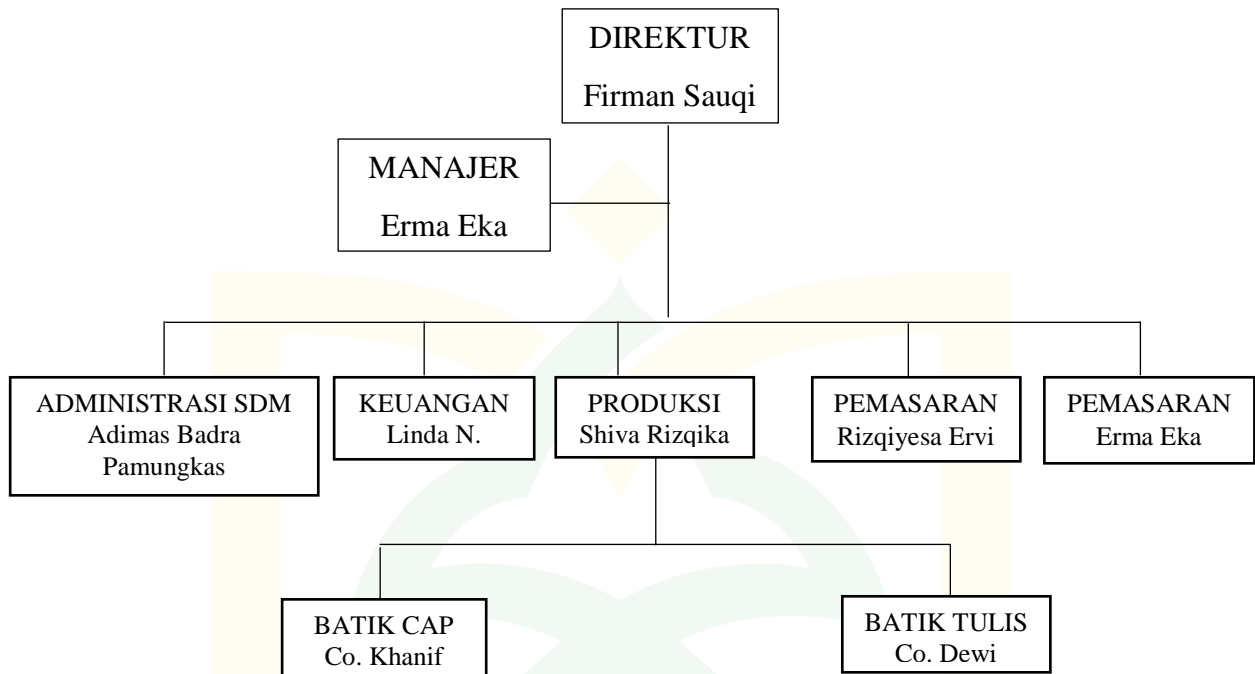 DIREKTUR
Firman Sauqi
MANAJER
Erma Eka
ADMINISTRASI SDM
Adimas Badra
Pamungkas
KEUANGAN
Linda N.
PRODUKSI
Shiva Rizqika
PEMASARAN
Rizqiyesa Ervi
PEMASARAN
Erma Eka
BATIK CAP
Co. Khanif
BATIK TULIS
Co. Dewi